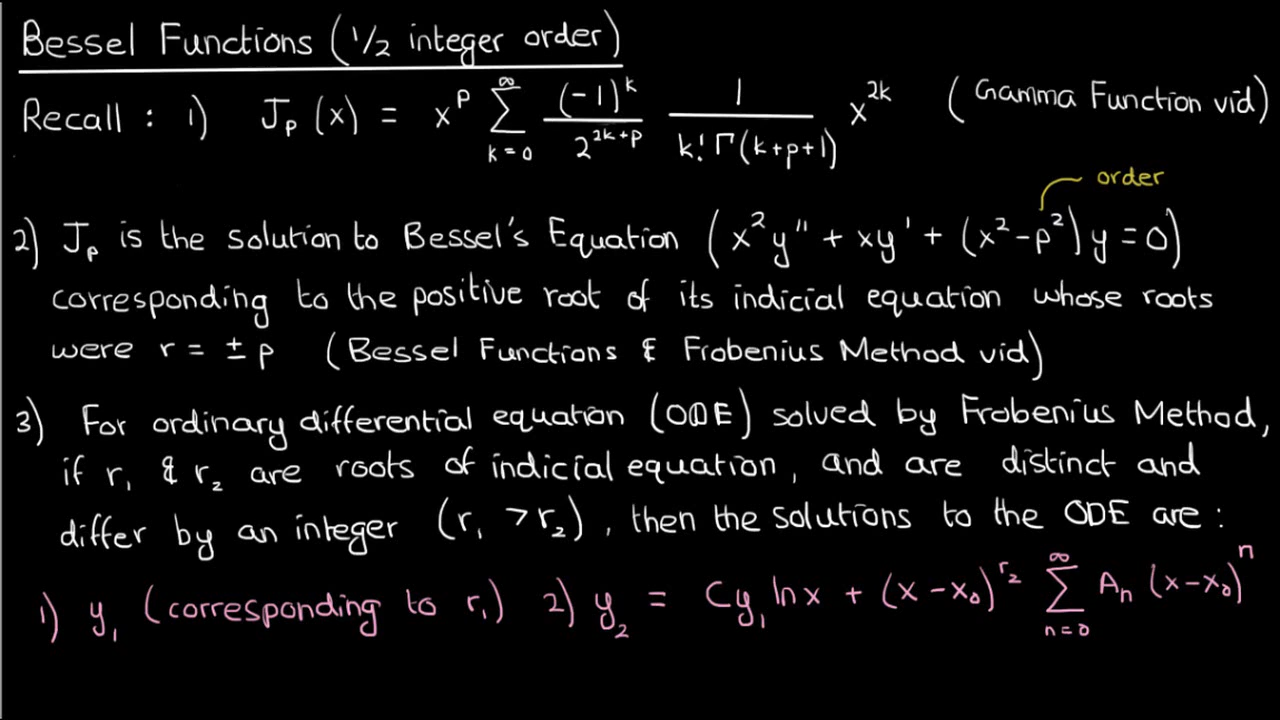 Bessel Functions (1/2 integer order)
Recall : 1) J_p (x) = x^p ∑_{k=0}^{∞} (-1)^k / 2^{2k+p} 1 / k! Γ(k+p+1) x^{2k} (Gamma Function vid)
order
2) J_p is the solution to Bessel's Equation (x²y'' + xy' + (x²-p²)y = 0)
corresponding to the positive root of its indicial equation whose roots
were r = ± p (Bessel Functions & Frobenius Method vid)
3) For ordinary differential equation (ODE) solved by Frobenius Method,
if r₁ & r₂ are roots of indicial equation, and are distinct and
differ by an integer (r₁ > r₂), then the solutions to the ODE are :
1) y₁ (corresponding to r₁) 2) y₂ = Cy₁ ln x + (x - x₀)^{r₂} ∑_{n=0}^{∞} A_n (x-x₀)^n